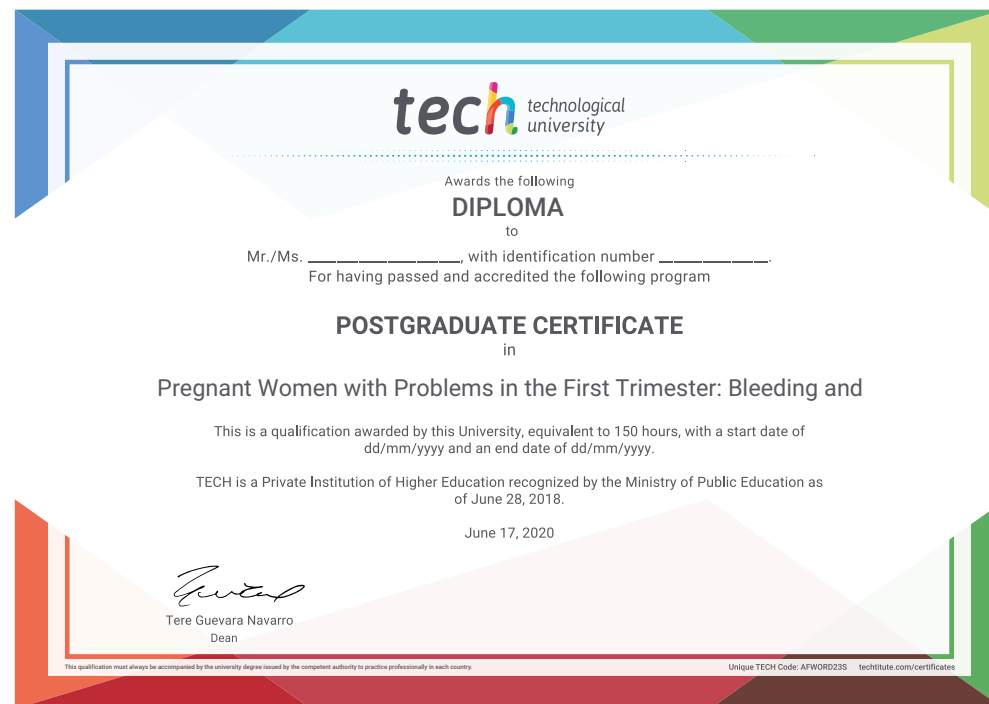 tech technological
university
Awards the following
DIPLOMA
to
Mr./Ms. __________________, with identification number _____________.
For having passed and accredited the following program
POSTGRADUATE CERTIFICATE
in
Pregnant Women with Problems in the First Trimester: Bleeding and
This is a qualification awarded by this University, equivalent to 150 hours, with a start date of
dd/mm/yyyy and an end date of dd/mm/yyyy.
TECH is a Private Institution of Higher Education recognized by the Ministry of Public Education as
of June 28, 2018.
June 17, 2020
Tere Guevara Navarro
Dean
This qualification must always be accompanied by the university degree issued by the competent authority to practice professionally in each country.
Unique TECH Code: AFWORD23S techtitute.com/certificates